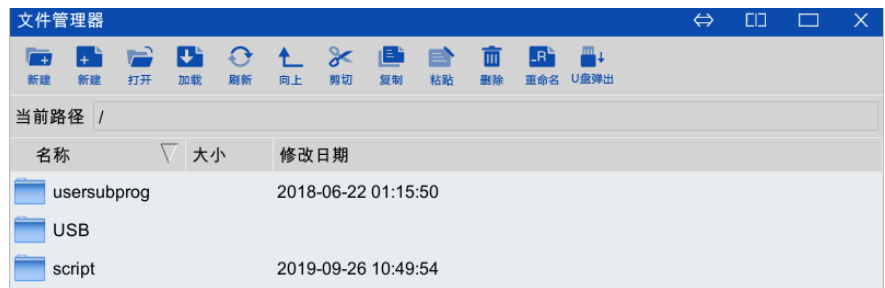 文件管理器
新建 新建 打开 加载 刷新 向上 剪切 复制 粘贴 删除 重命名 U盘弹出
当前路径 /
名称 大小 修改日期
usersubprog 2018-06-22 01:15:50
USB
script 2019-09-26 10:49:54